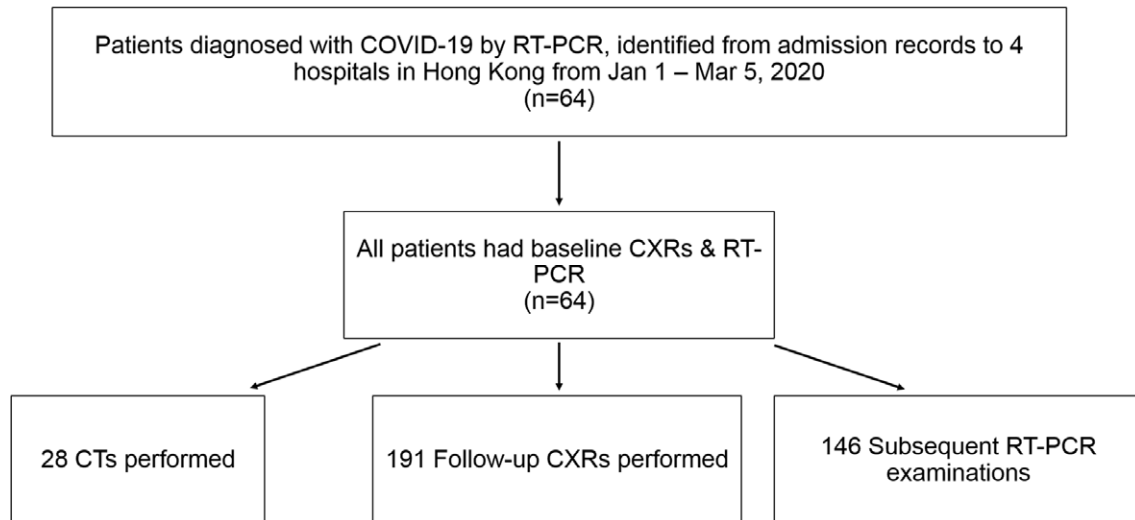 Patients diagnosed with COVID-19 by RT-PCR, identified from admission records to 4
hospitals in Hong Kong from Jan 1 – Mar 5, 2020
(n=64)
All patients had baseline CXRs & RT-
PCR
(n=64)
28 CTs performed
191 Follow-up CXRs performed
146 Subsequent RT-PCR
examinations